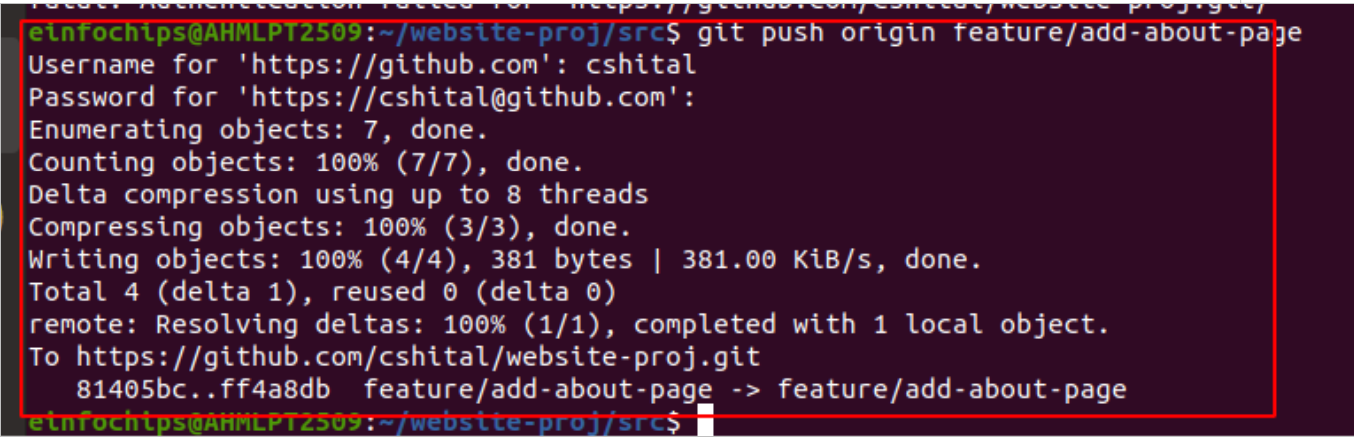 fatal: Authentication failed for 'https://github.com/cshital/website-proj.git/'
einfochips@AHMLPT2509:~/website-proj/src$ git push origin feature/add-about-page
Username for 'https://github.com': cshital
Password for 'https://cshital@github.com':
Enumerating objects: 7, done.
Counting objects: 100% (7/7), done.
Delta compression using up to 8 threads
Compressing objects: 100% (3/3), done.
Writing objects: 100% (4/4), 381 bytes | 381.00 KiB/s, done.
Total 4 (delta 1), reused 0 (delta 0)
remote: Resolving deltas: 100% (1/1), completed with 1 local object.
To https://github.com/cshital/website-proj.git
   81405bc..ff4a8db  feature/add-about-page -> feature/add-about-page
einfochips@AHMLPT2509:~/website-proj/src$